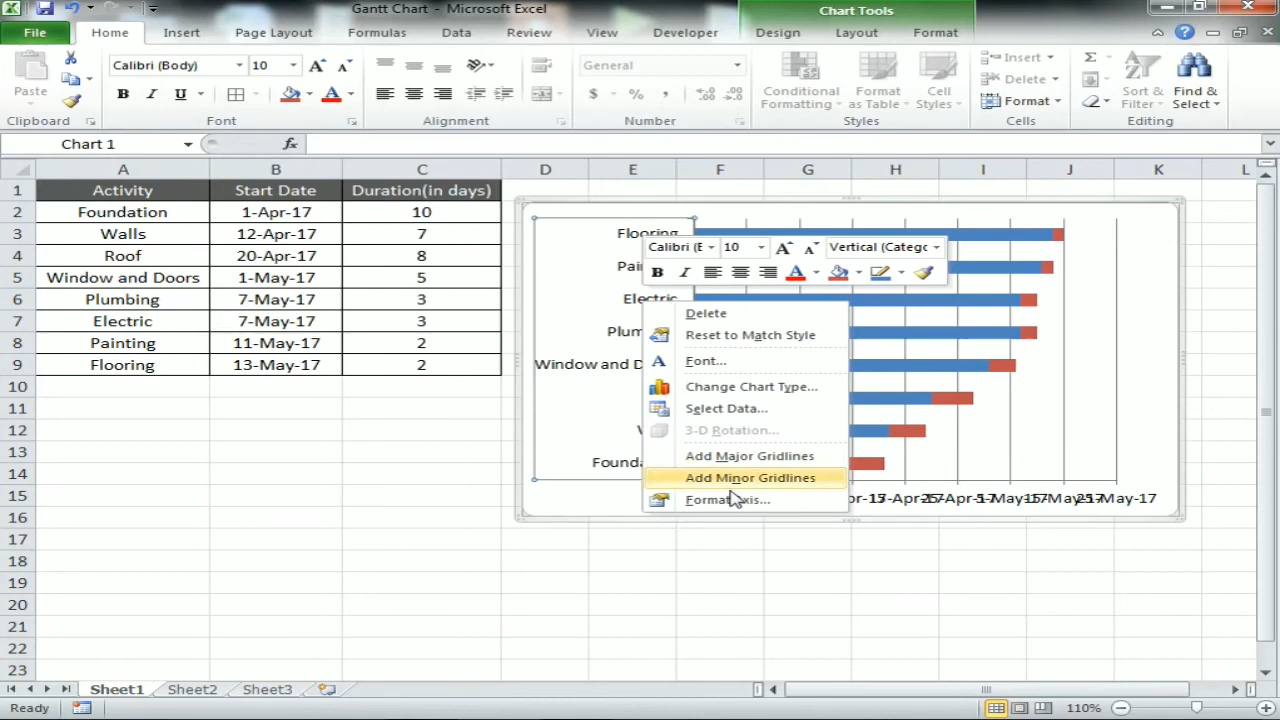 Gantt Chart - Microsoft Excel
Chart Tools
File Home Insert Page Layout Formulas Data Review View Developer Design Layout Format
Paste
Calibri (Body) 10
B I U
General
$ % ,
Conditional Formatting
Format as Table
Cell Styles
Insert
Delete
Format
Sort & Filter
Find & Select
Clipboard Font Alignment Number Styles Cells Editing
Chart 1 fx
A B C D E F G H I J K L
1 Activity Start Date Duration(in days)
2 Foundation 1-Apr-17 10
3 Walls 12-Apr-17 7
4 Roof 20-Apr-17 8
5 Window and Doors 1-May-17 5
6 Plumbing 7-May-17 3
7 Electric 7-May-17 3
8 Painting 11-May-17 2
9 Flooring 13-May-17 2
10
11
12
13
14
15
16
17
18
19
20
21
22
23
Flooring
Pai
Electric
Plum
Window and D
Founda
Calibri (E 10 Vertical (Catego
B I A
Delete
Reset to Match Style
Font...
Change Chart Type...
Select Data...
3-D Rotation...
Add Major Gridlines
Add Minor Gridlines
Sheet1 Sheet2 Sheet3
Ready 110%